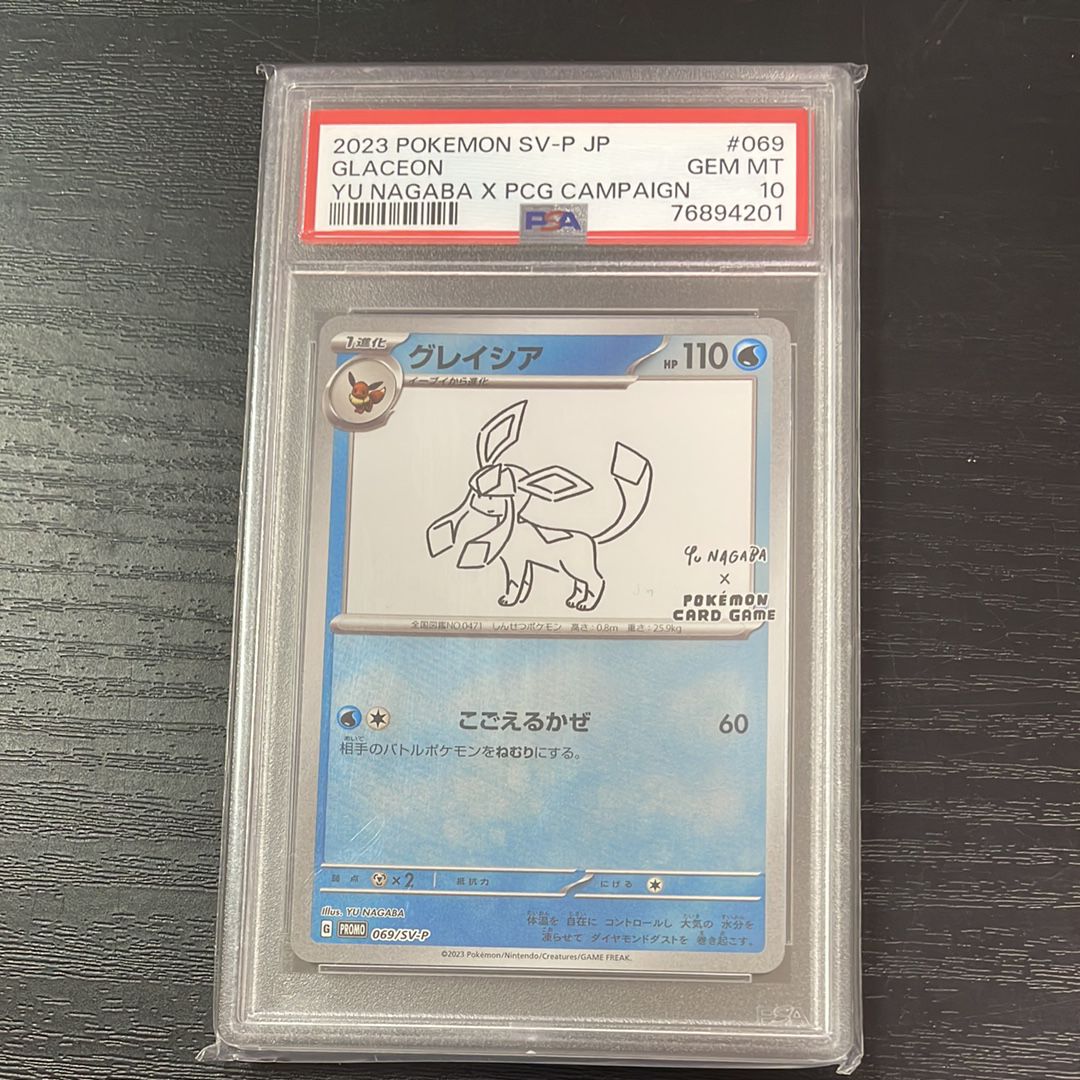 2023 POKEMON SV-P JP #069
GLACEON GEM MT
YU NAGABA X PCG CAMPAIGN 10
PSA 76894201
1進化 グレイシア HP 110
イーブイから進化
YU NAGABA
×
POKÉMON
CARD GAME
全国図鑑NO.0471 しんせつポケモン 高さ:0.8m 重さ:25.9kg
こごえるかぜ 60
相手のバトルポケモンをねむりにする。
弱点 ×2 抵抗力 にげる
Illus. YU NAGABA
G PROMO 069/SV-P
体温を 自在に コントロールし 大気の 水分を
凍らせて ダイヤモンドダストを 巻き起こす。
©2023 Pokémon/Nintendo/Creatures/GAME FREAK.
PSA